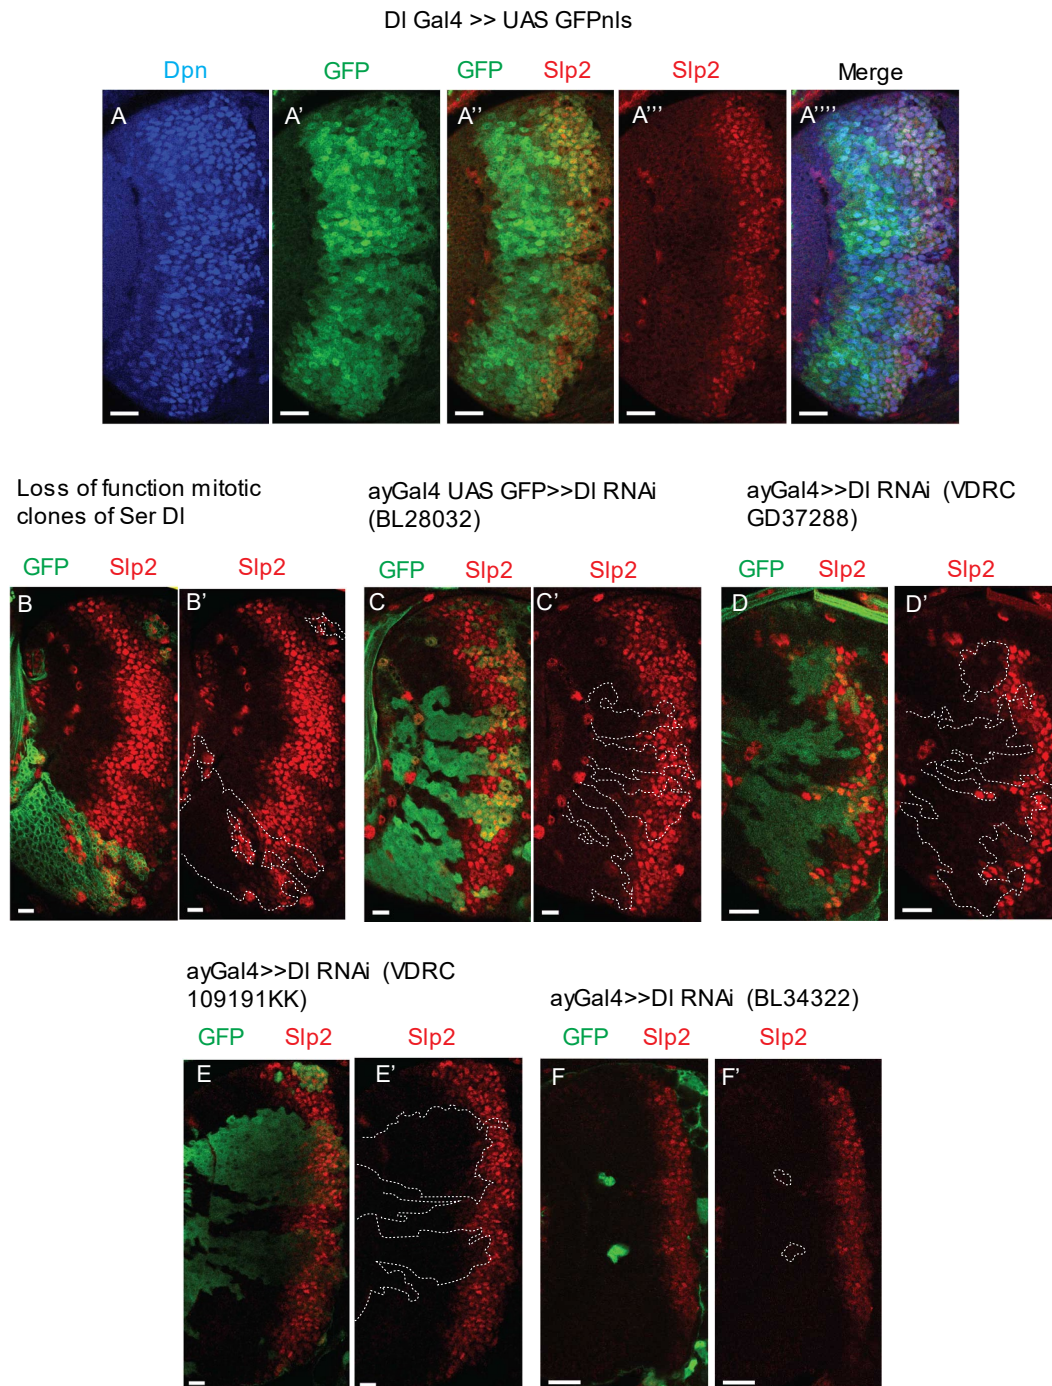 Dl Gal4 >> UAS GFPnls
Dpn GFP GFP Slp2 Slp2 Merge
A A' A'' A''' A''''
Loss of function mitotic
clones of Ser Dl
ayGal4 UAS GFP>>Dl RNAi
(BL28032)
ayGal4>>Dl RNAi (VDRC
GD37288)
GFP Slp2 Slp2 GFP Slp2 Slp2 GFP Slp2 Slp2
B B' C C' D D'
ayGal4>>Dl RNAi (VDRC
109191KK)
ayGal4>>Dl RNAi (BL34322)
GFP Slp2 Slp2 GFP Slp2 Slp2
E E' F F'